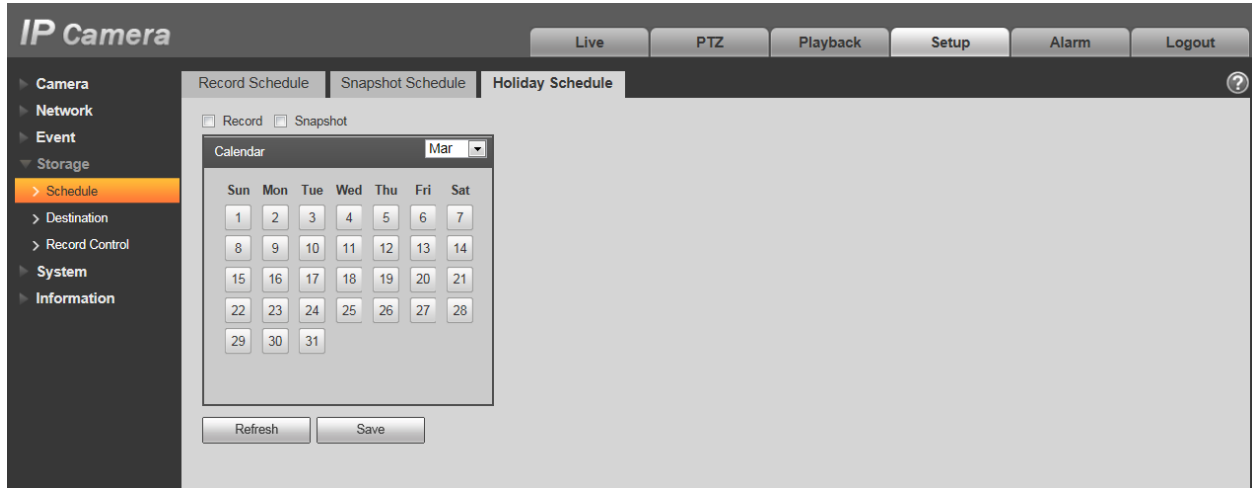 IP Camera
Live PTZ Playback Setup Alarm Logout
Camera
Network
Event
Storage
Schedule
Destination
Record Control
System
Information
Record Schedule Snapshot Schedule Holiday Schedule ?
Record Snapshot
Calendar Mar
Sun Mon Tue Wed Thu Fri Sat
1 2 3 4 5 6 7
8 9 10 11 12 13 14
15 16 17 18 19 20 21
22 23 24 25 26 27 28
29 30 31
Refresh Save